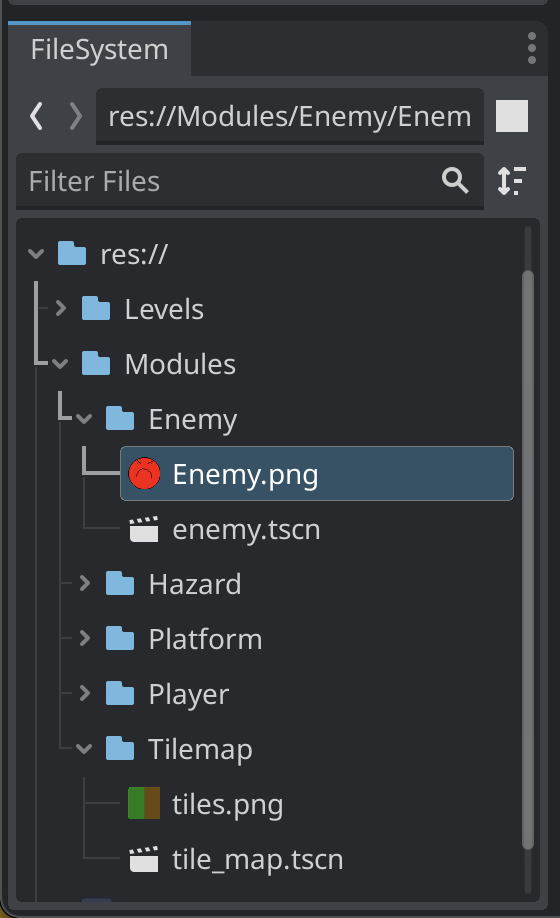 FileSystem
res://Modules/Enemy/Enem
Filter Files
res://
Levels
Modules
Enemy
Enemy.png
enemy.tscn
Hazard
Platform
Player
Tilemap
tiles.png
tile_map.tscn